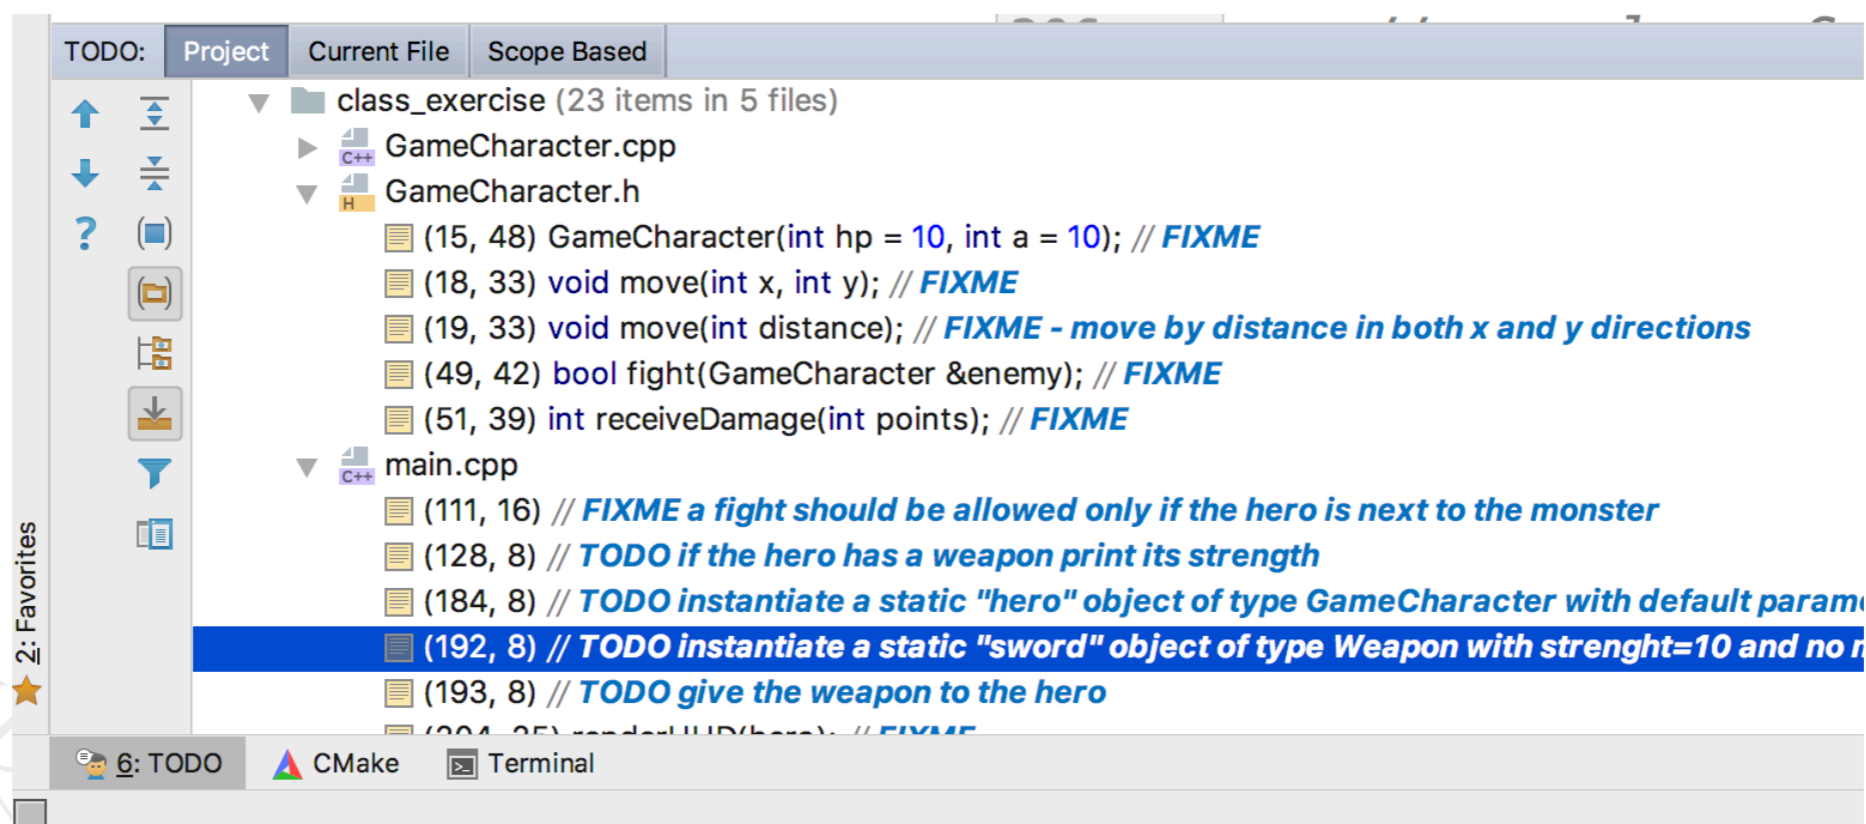 TODO: Project Current File Scope Based
class_exercise (23 items in 5 files)
C++ GameCharacter.cpp
H GameCharacter.h
(15, 48) GameCharacter(int hp = 10, int a = 10); // FIXME
(18, 33) void move(int x, int y); // FIXME
(19, 33) void move(int distance); // FIXME - move by distance in both x and y directions
(49, 42) bool fight(GameCharacter &enemy); // FIXME
(51, 39) int receiveDamage(int points); // FIXME
C++ main.cpp
(111, 16) // FIXME a fight should be allowed only if the hero is next to the monster
(128, 8) // TODO if the hero has a weapon print its strength
(184, 8) // TODO instantiate a static "hero" object of type GameCharacter with default
(192, 8) // TODO instantiate a static "sword" object of type Weapon with strenght=10 and no
(193, 8) // TODO give the weapon to the hero
2: Favorites
6: TODO CMake Terminal